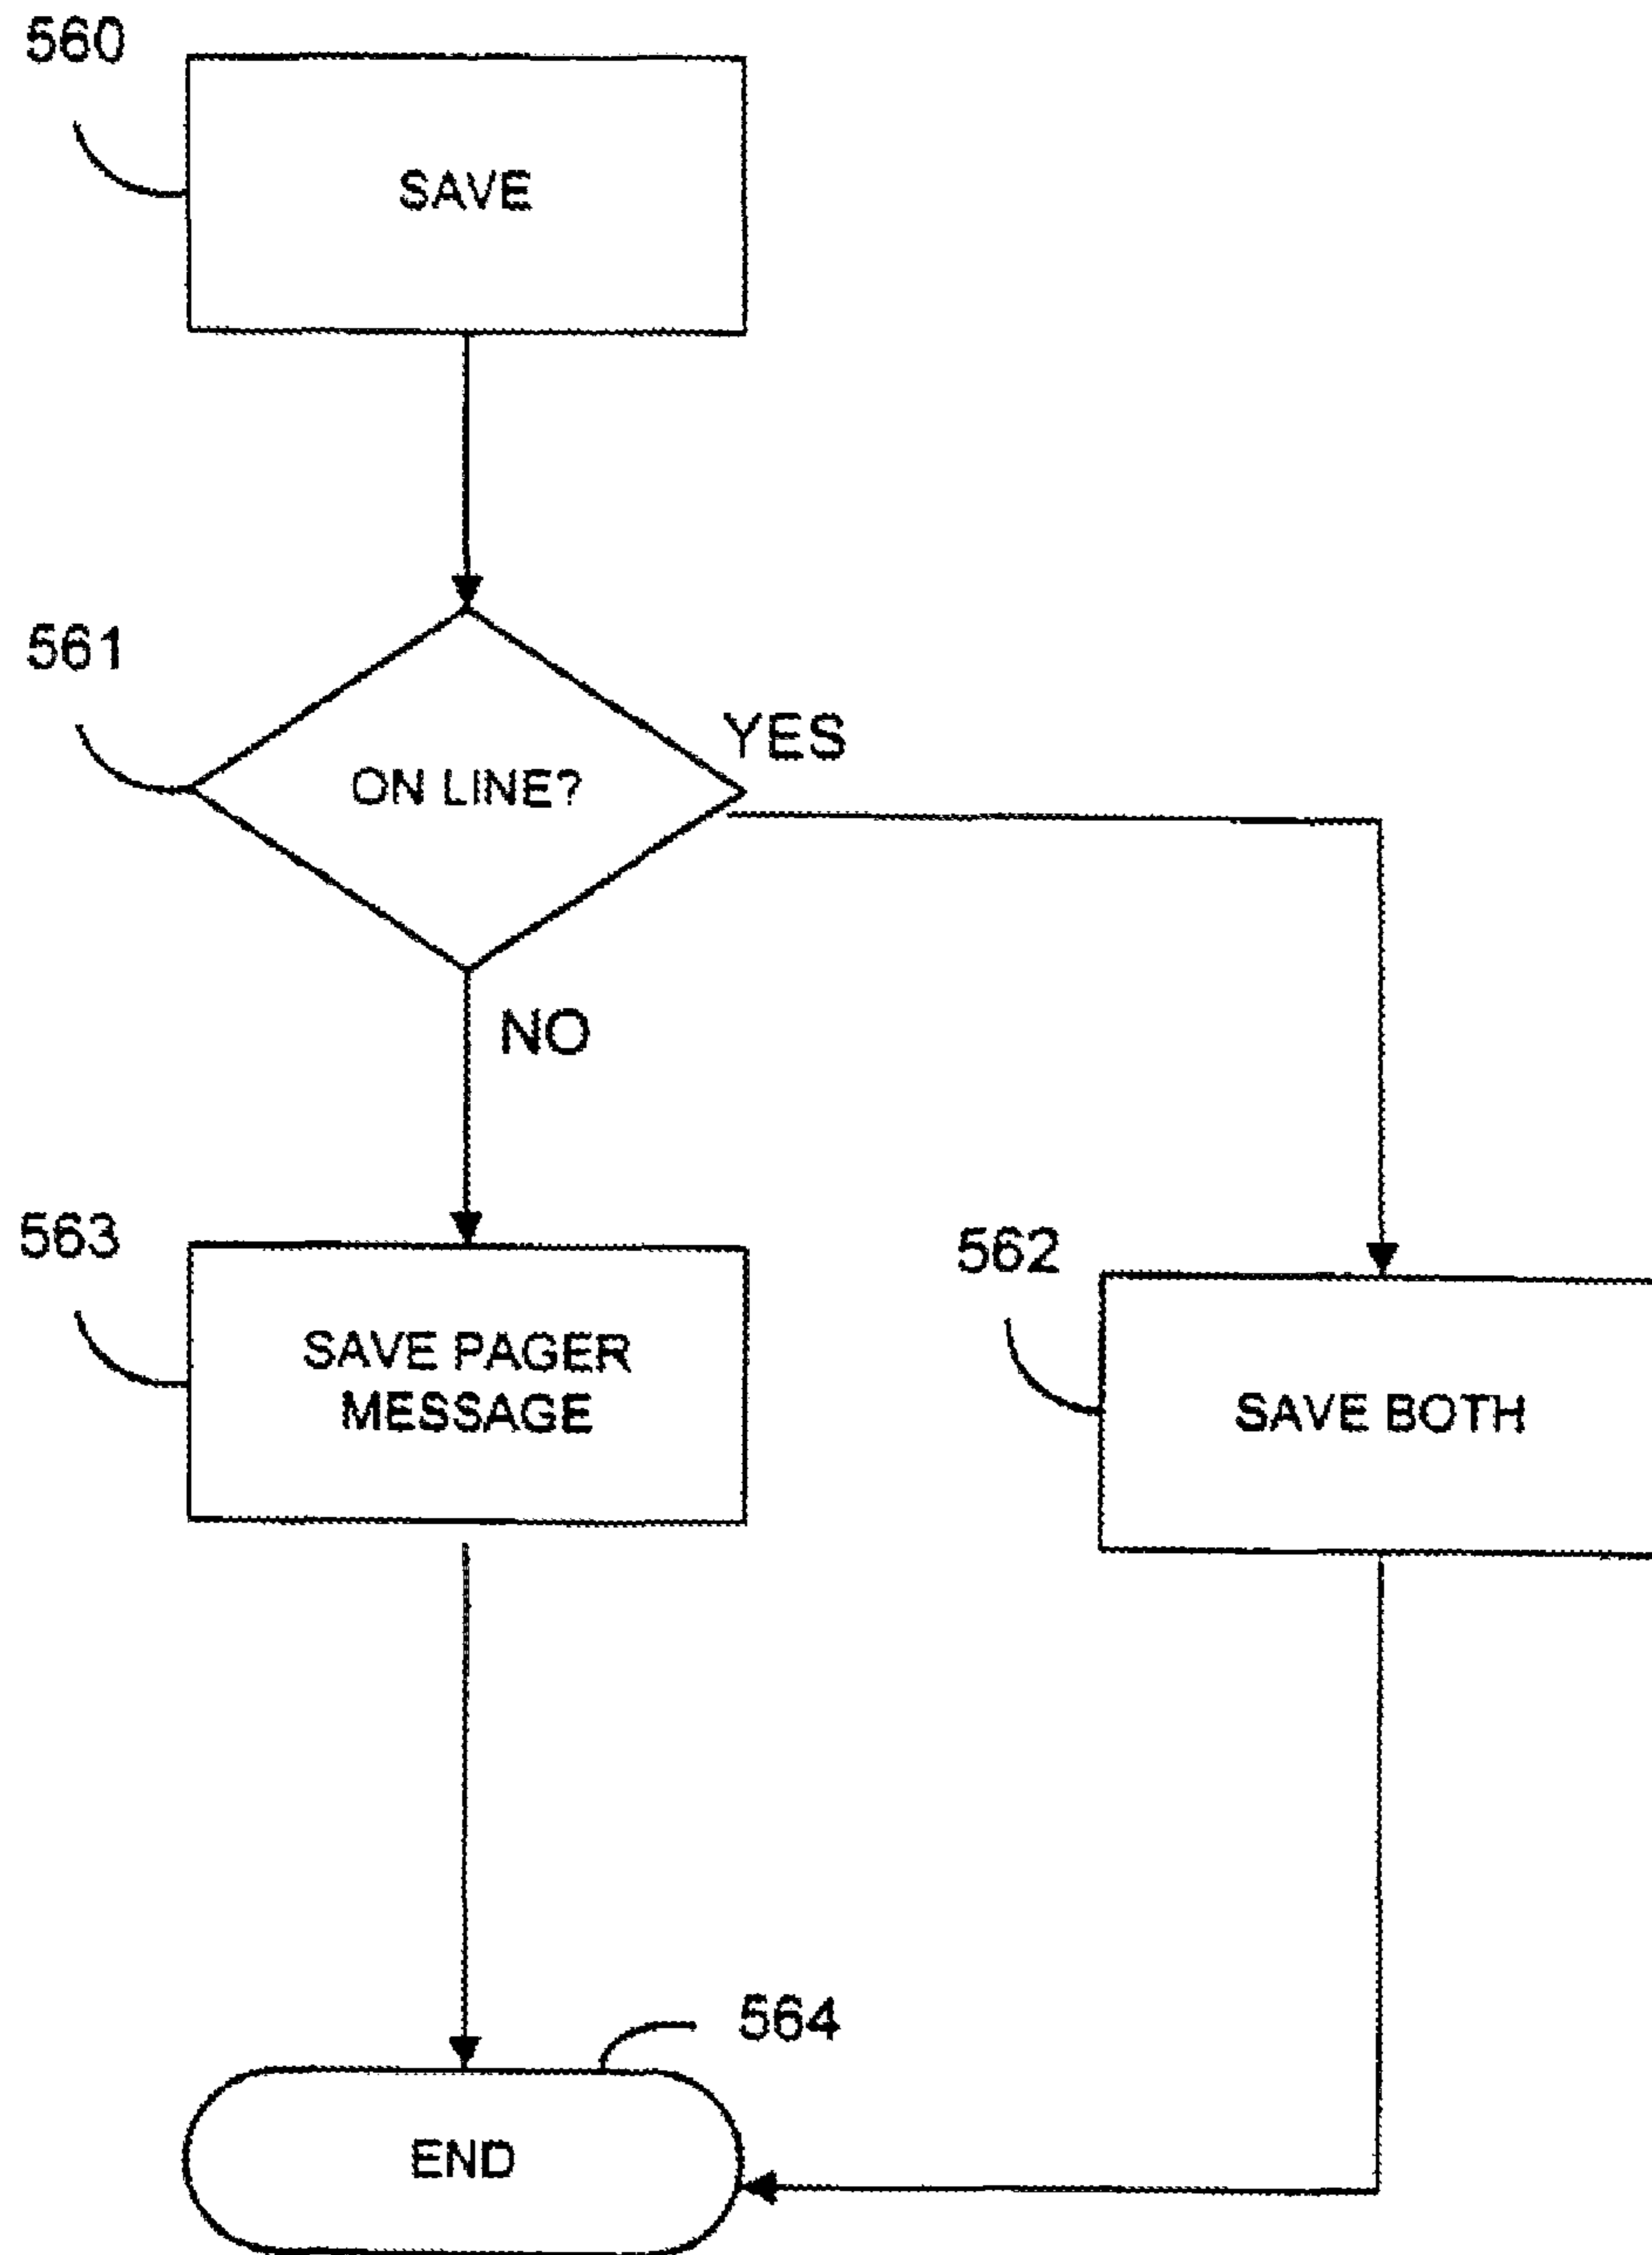 560
SAVE
561
ON LINE?
YES
NO
563
SAVE PAGER
MESSAGE
562
SAVE BOTH
564
END